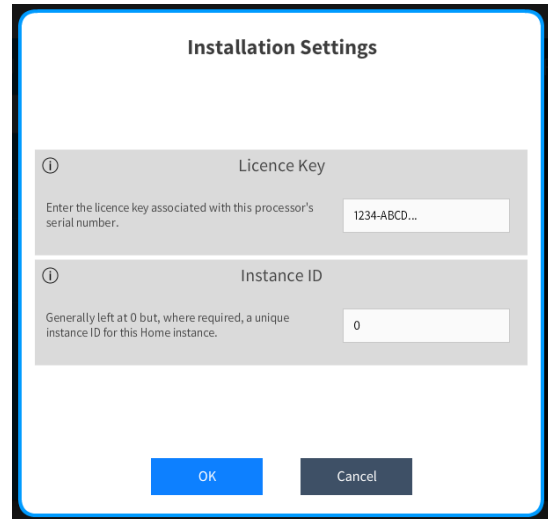 Installation Settings
Licence Key
Enter the licence key associated with this processor's
serial number.
1234-ABCD...
Instance ID
Generally left at 0 but, where required, a unique
instance ID for this Home instance.
0
OK
Cancel